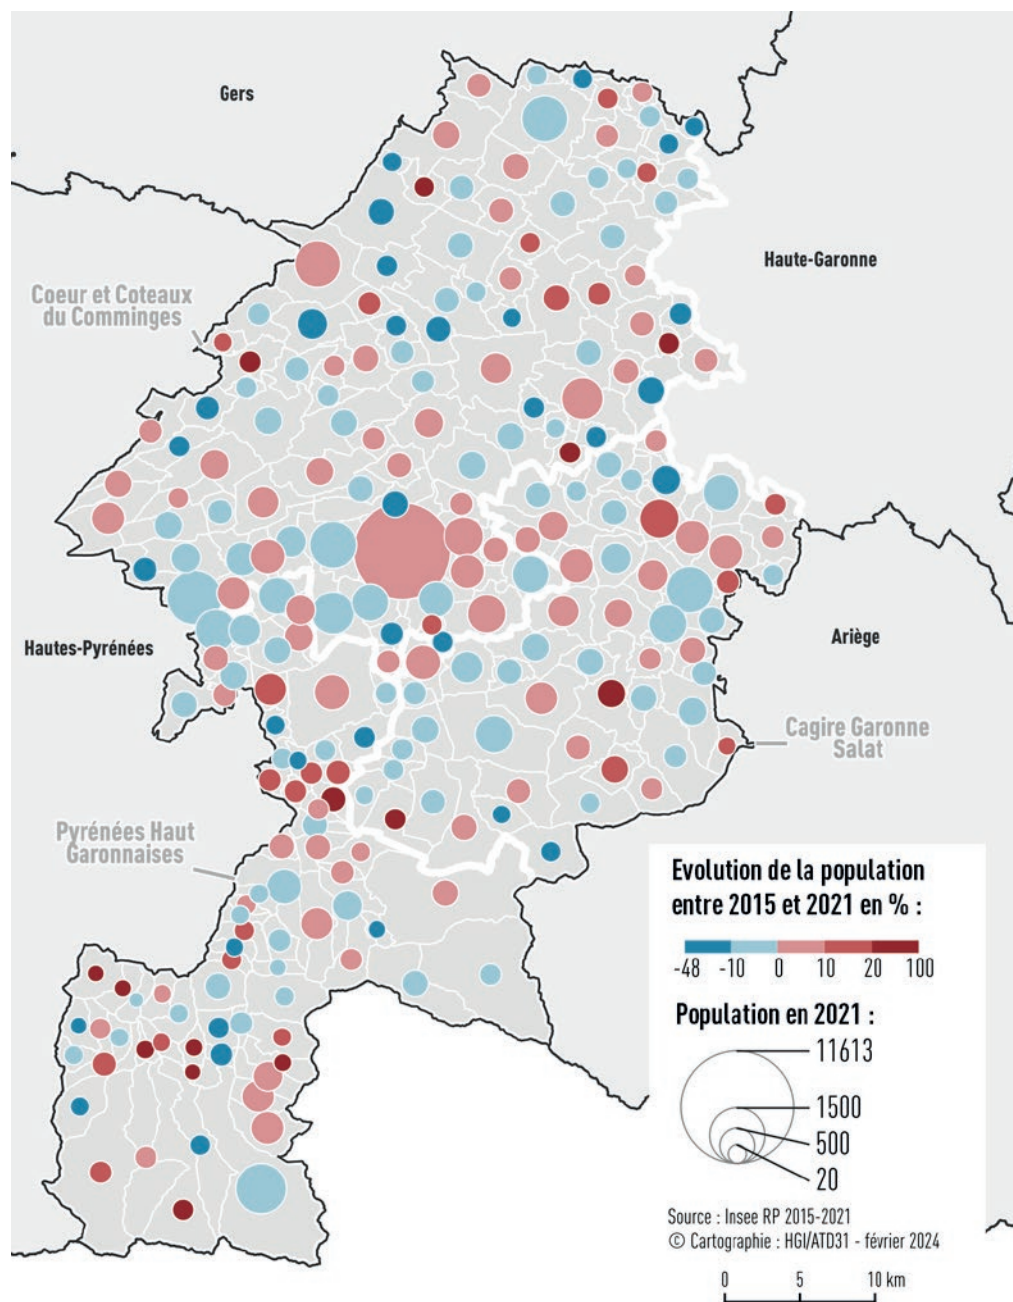 Gers
Haute-Garonne
Coeur et Coteaux
du Comminges
Hautes-Pyrénées
Ariège
Cagire Garonne
Salat
Pyrénées Haut
Garonnaises
Evolution de la population
entre 2015 et 2021 en % :
-48 -10 0 10 20 100
Population en 2021 :
11613
1500
500
20
Source : Insee RP 2015-2021
© Cartographie : HGI/ATD31 - février 2024
0 5 10 km